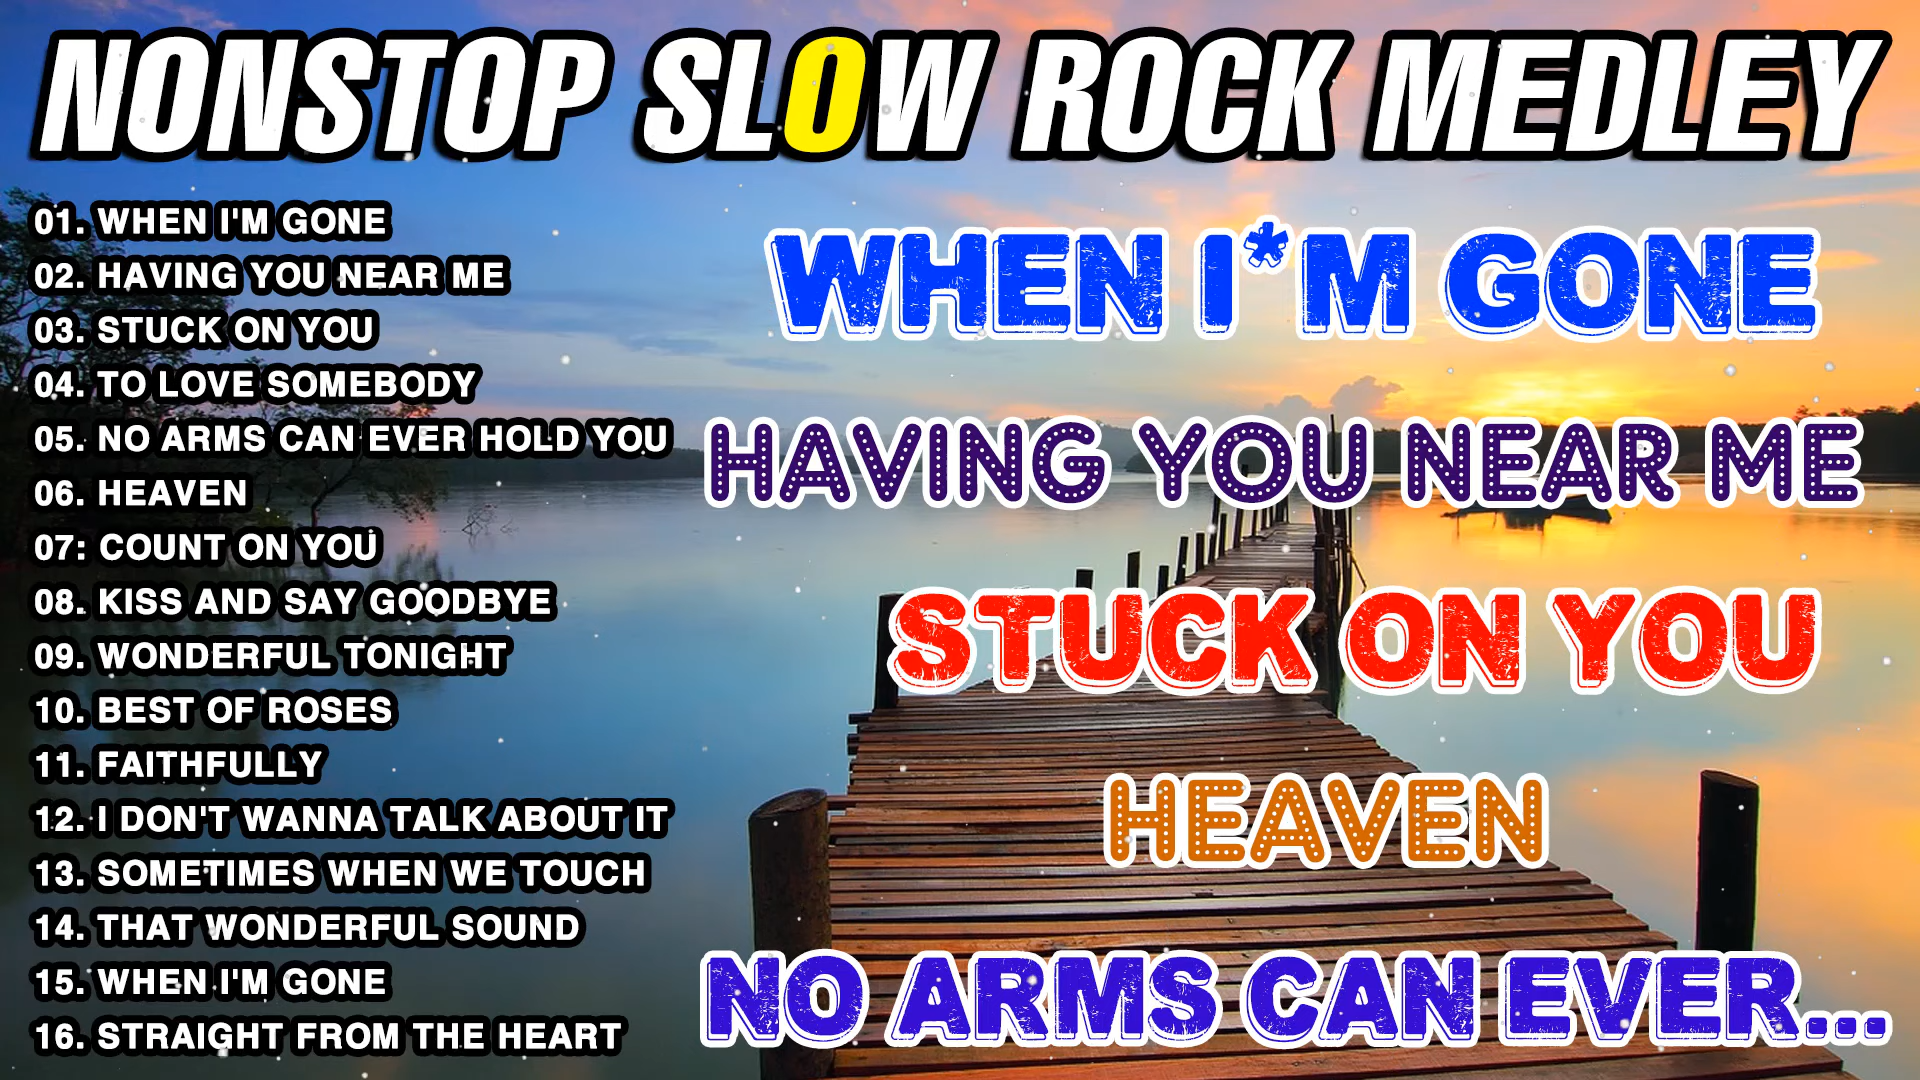 NONSTOP SLOW ROCK MEDLEY
01. WHEN I'M GONE
02. HAVING YOU NEAR ME
03. STUCK ON YOU
04. TO LOVE SOMEBODY
05. NO ARMS CAN EVER HOLD YOU
06. HEAVEN
07: COUNT ON YOU
08. KISS AND SAY GOODBYE
09. WONDERFUL TONIGHT
10. BEST OF ROSES
11. FAITHFULLY
12. I DON'T WANNA TALK ABOUT IT
13. SOMETIMES WHEN WE TOUCH
14. THAT WONDERFUL SOUND
15. WHEN I'M GONE
16. STRAIGHT FROM THE HEART
WHEN I*M GONE
HAVING YOU NEAR ME
STUCK ON YOU
HEAVEN
NO ARMS CAN EVER...